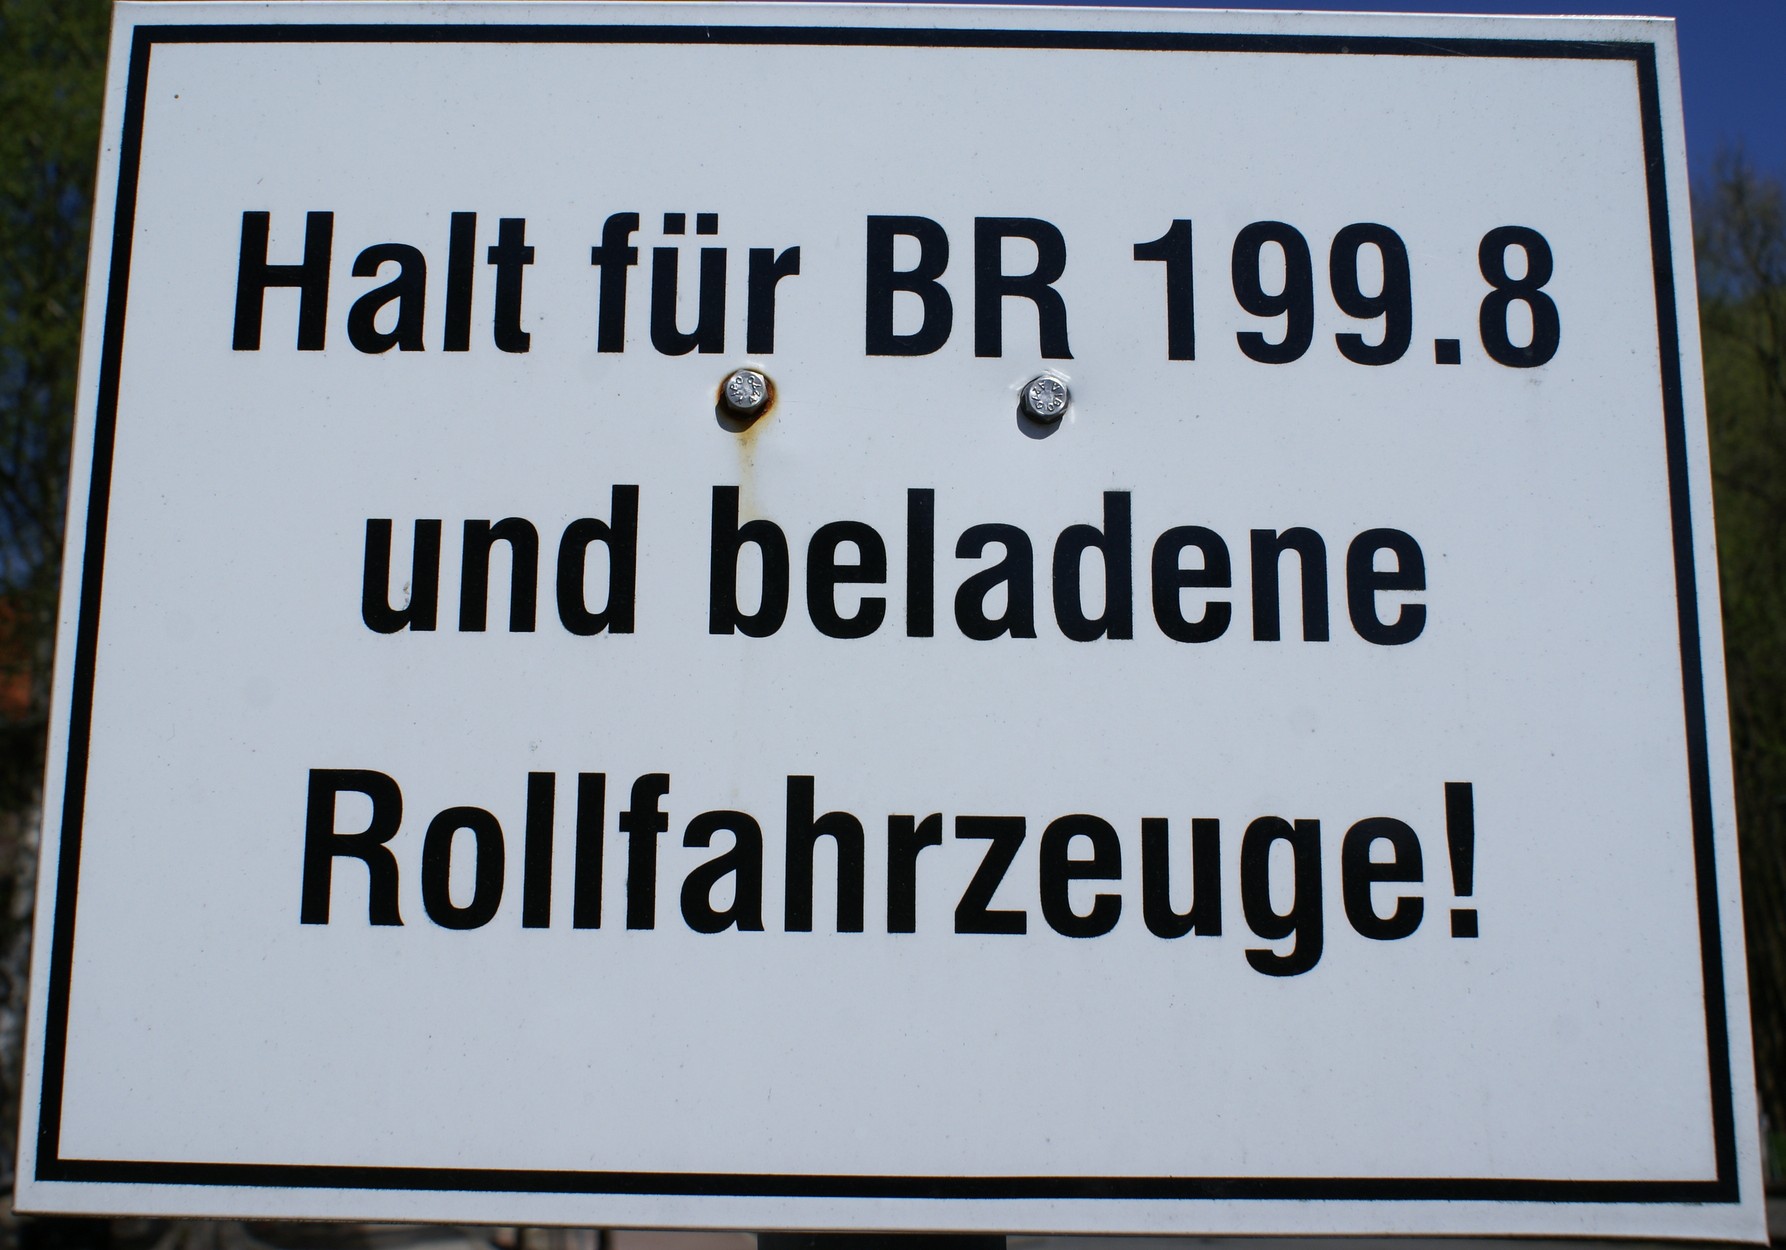 Halt für BR 199.8
und beladene
Rollfahrzeuge!